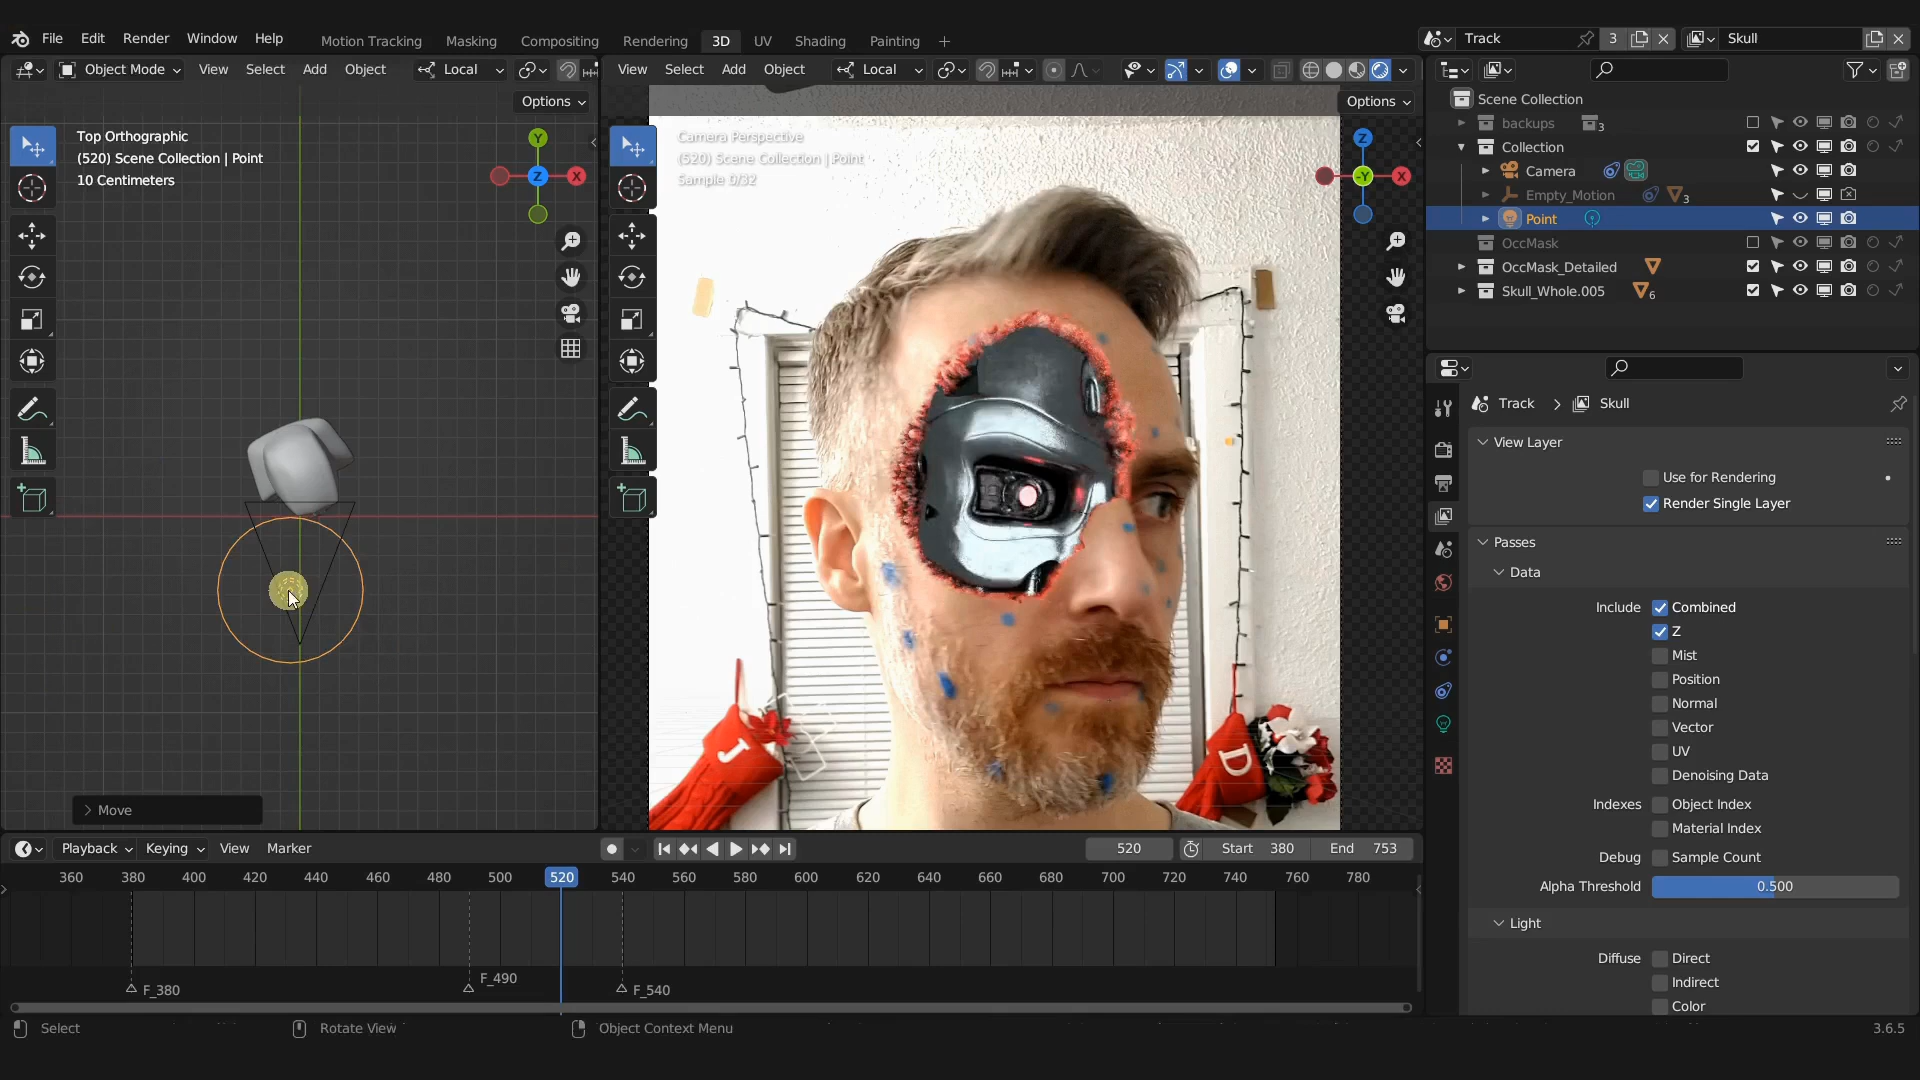 File Edit Render Window Help
Motion Tracking Masking Compositing Rendering 3D UV Shading Painting
Track 3 Skull
Object Mode View Select Add Object Local
View Select Add Object Local
Options
Options
Top Orthographic
(520) Scene Collection | Point
10 Centimeters
Y
Z
X
Camera Perspective
(520) Scene Collection | Point
Sample 0/32
Z
-Y
X
J
D
Move
Scene Collection
backups 3
Collection
Camera
Empty_Motion 3
Point
OccMask
OccMask_Detailed
Skull_Whole.005 6
Track > Skull
View Layer
Use for Rendering
Render Single Layer
Passes
Data
Include Combined
Z
Mist
Position
Normal
Vector
UV
Denoising Data
Indexes Object Index
Material Index
Debug Sample Count
Alpha Threshold 0.500
Light
Diffuse Direct
Indirect
Color
Playback Keying View Marker
520 Start 380 End 753
360 380 400 420 440 460 480 500 520 540 560 580 600 620 640 660 680 700 720 740 760 780
F_380 F_490 F_540
Select Rotate View Object Context Menu
3.6.5